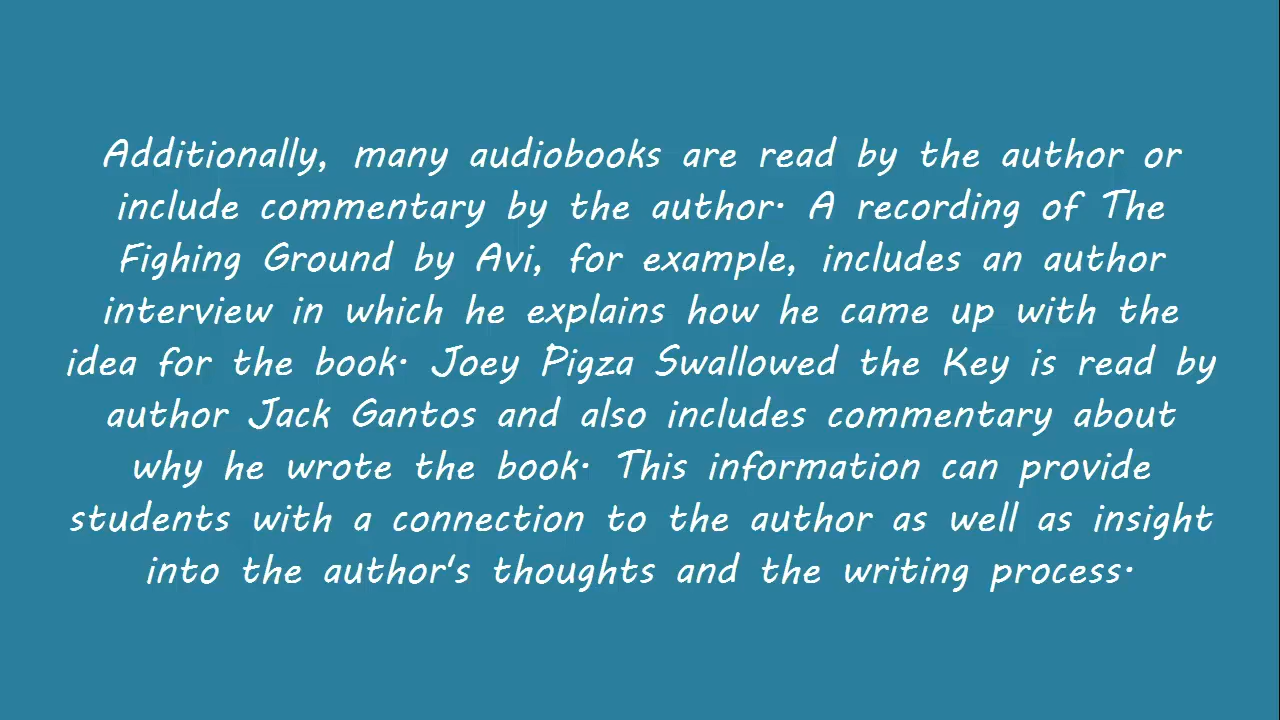 Additionally, many audiobooks are read by the author or
include commentary by the author. A recording of The
Fighing Ground by Avi, for example, includes an author
interview in which he explains how he came up with the
idea for the book. Joey Pigza Swallowed the Key is read by
author Jack Gantos and also includes commentary about
why he wrote the book. This information can provide
students with a connection to the author as well as insight
into the author's thoughts and the writing process.